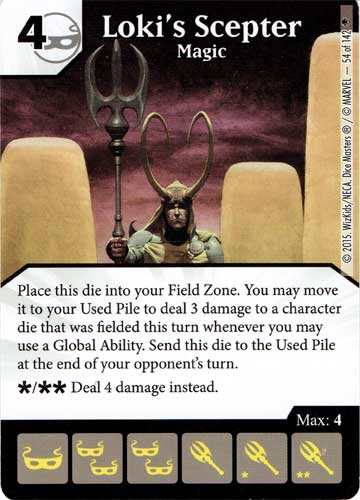 4
Loki's Scepter
Magic
© 2015. WizKids/NECA. Dice Masters ® / © MARVEL — 54 of 142
Place this die into your Field Zone. You may move
it to your Used Pile to deal 3 damage to a character
die that was fielded this turn whenever you may
use a Global Ability. Send this die to the Used Pile
at the end of your opponent's turn.
*/** Deal 4 damage instead.
Max: 4
*
**